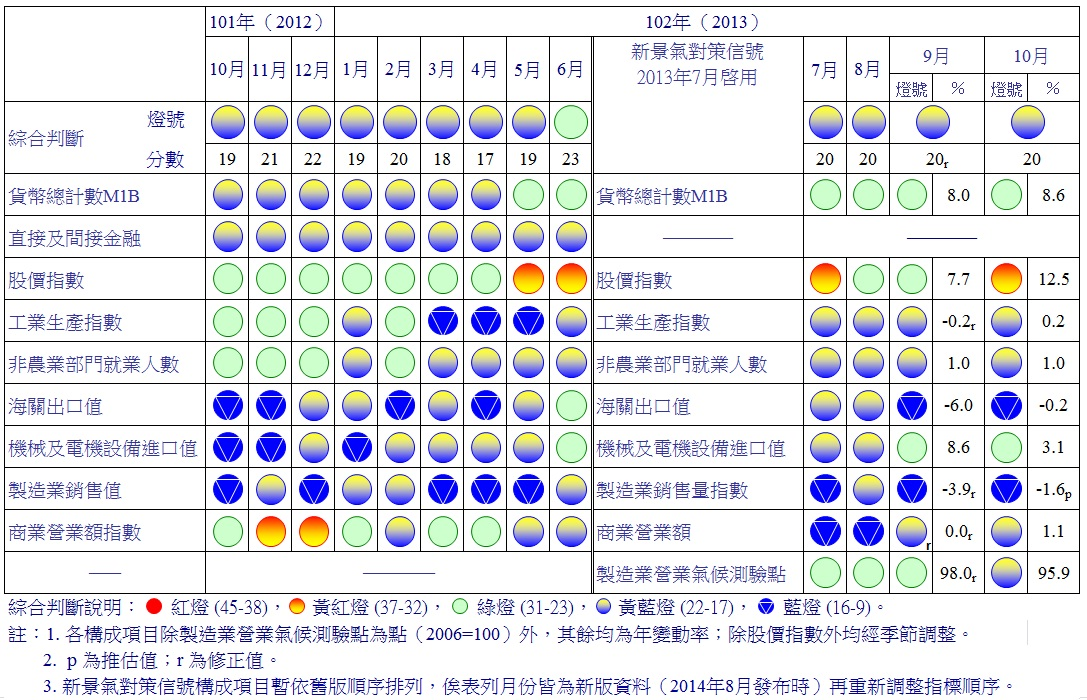 101年（2012） 102年（2013）
10月 11月 12月 1月 2月 3月 4月 5月 6月 新景氣對策信號 2013年7月啓用 7月 8月 9月 10月
燈號 % 燈號 %
綜合判斷 燈號
分數 19 21 22 19 20 18 17 19 23 20 20 20r 20
貨幣總計數M1B 貨幣總計數M1B 8.0 8.6
直接及間接金融 ——— ———
股價指數 股價指數 7.7 12.5
工業生產指數 工業生產指數 -0.2r 0.2
非農業部門就業人數 非農業部門就業人數 1.0 1.0
海關出口值 海關出口值 -6.0 -0.2
機械及電機設備進口值 機械及電機設備進口值 8.6 3.1
製造業銷售值 製造業銷售量指數 -3.9r -1.6p
商業營業額指數 商業營業額 r 0.0r 1.1
—— ——— 製造業營業氣候測驗點 98.0r 95.9
綜合判斷說明： 紅燈 (45-38)， 黃紅燈 (37-32)， 綠燈 (31-23)， 黃藍燈 (22-17)， 藍燈 (16-9)。
註：1. 各構成項目除製造業營業氣候測驗點為點（2006=100）外，其餘均為年變動率；除股價指數外均經季節調整。
2. p 為推估值；r 為修正值。
3. 新景氣對策信號構成項目暫依舊版順序排列，俟表列月份皆為新版資料（2014年8月發布時）再重新調整指標順序。